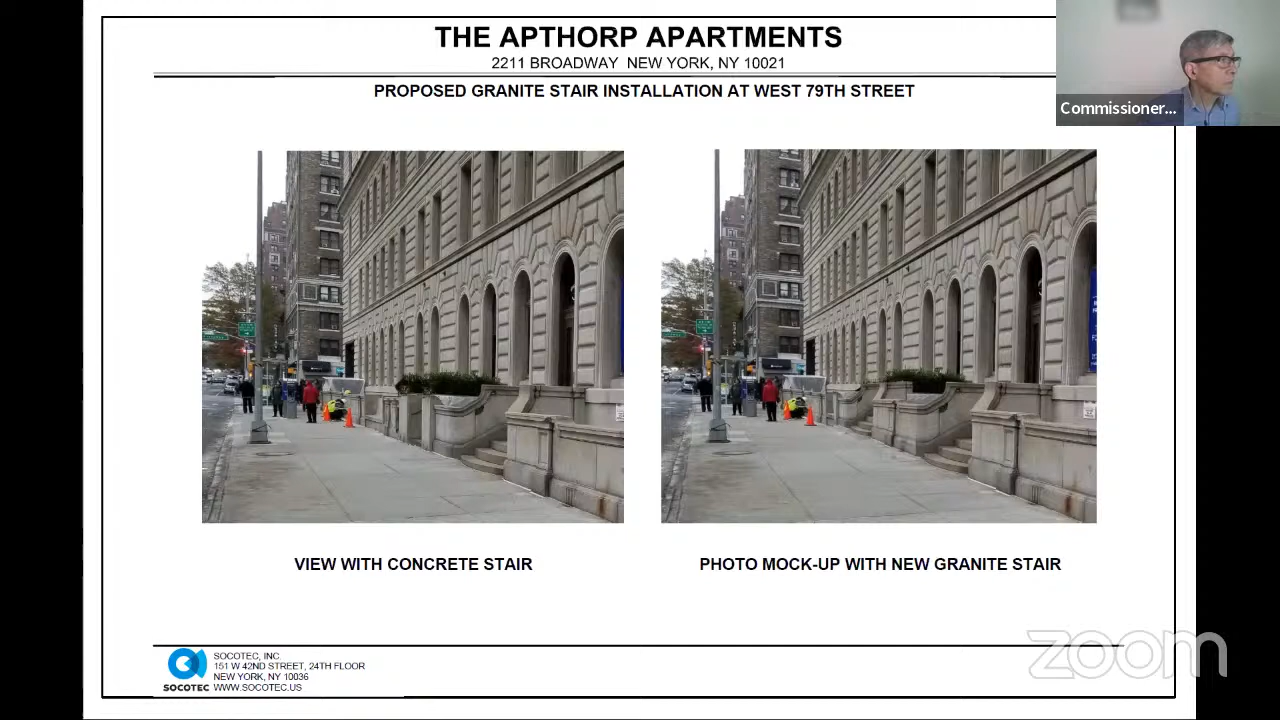 THE APTHORP APARTMENTS
2211 BROADWAY NEW YORK, NY 10021
PROPOSED GRANITE STAIR INSTALLATION AT WEST 79TH STREET
Commissioner...
VIEW WITH CONCRETE STAIR
PHOTO MOCK-UP WITH NEW GRANITE STAIR
SOCOTEC, INC.
151 W 42ND STREET, 24TH FLOOR
NEW YORK, NY 10036
SOCOTEC WWW.SOCOTEC.US
zoom